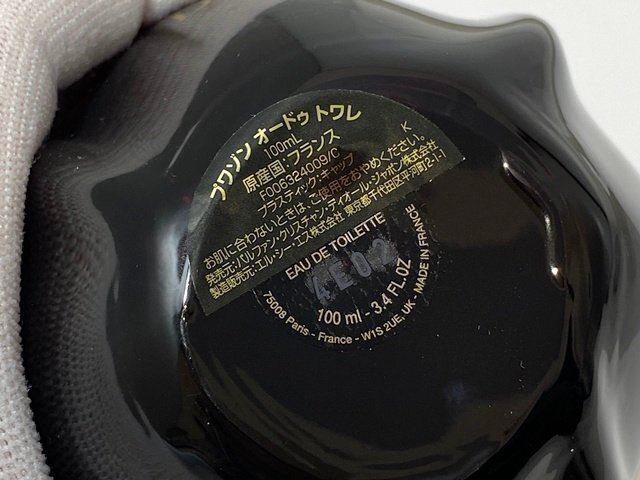 プワゾン オードゥ トワレ
100mL
原産国:フランス
F006324009/C
K
プラスティック:キャップ
お肌に合わないときは、ご使用をおやめください。
発売元:パルファン・クリスチャン・ディオール・ジャポン株式会社
製造販売元:エル・シー・エス株式会社 東京都千代田区平河町2-1-1
EAU DE TOILETTE
100 ml - 3.4 FL.OZ
75008 Paris - France - W1S 2UE, UK - MADE IN FRANCE